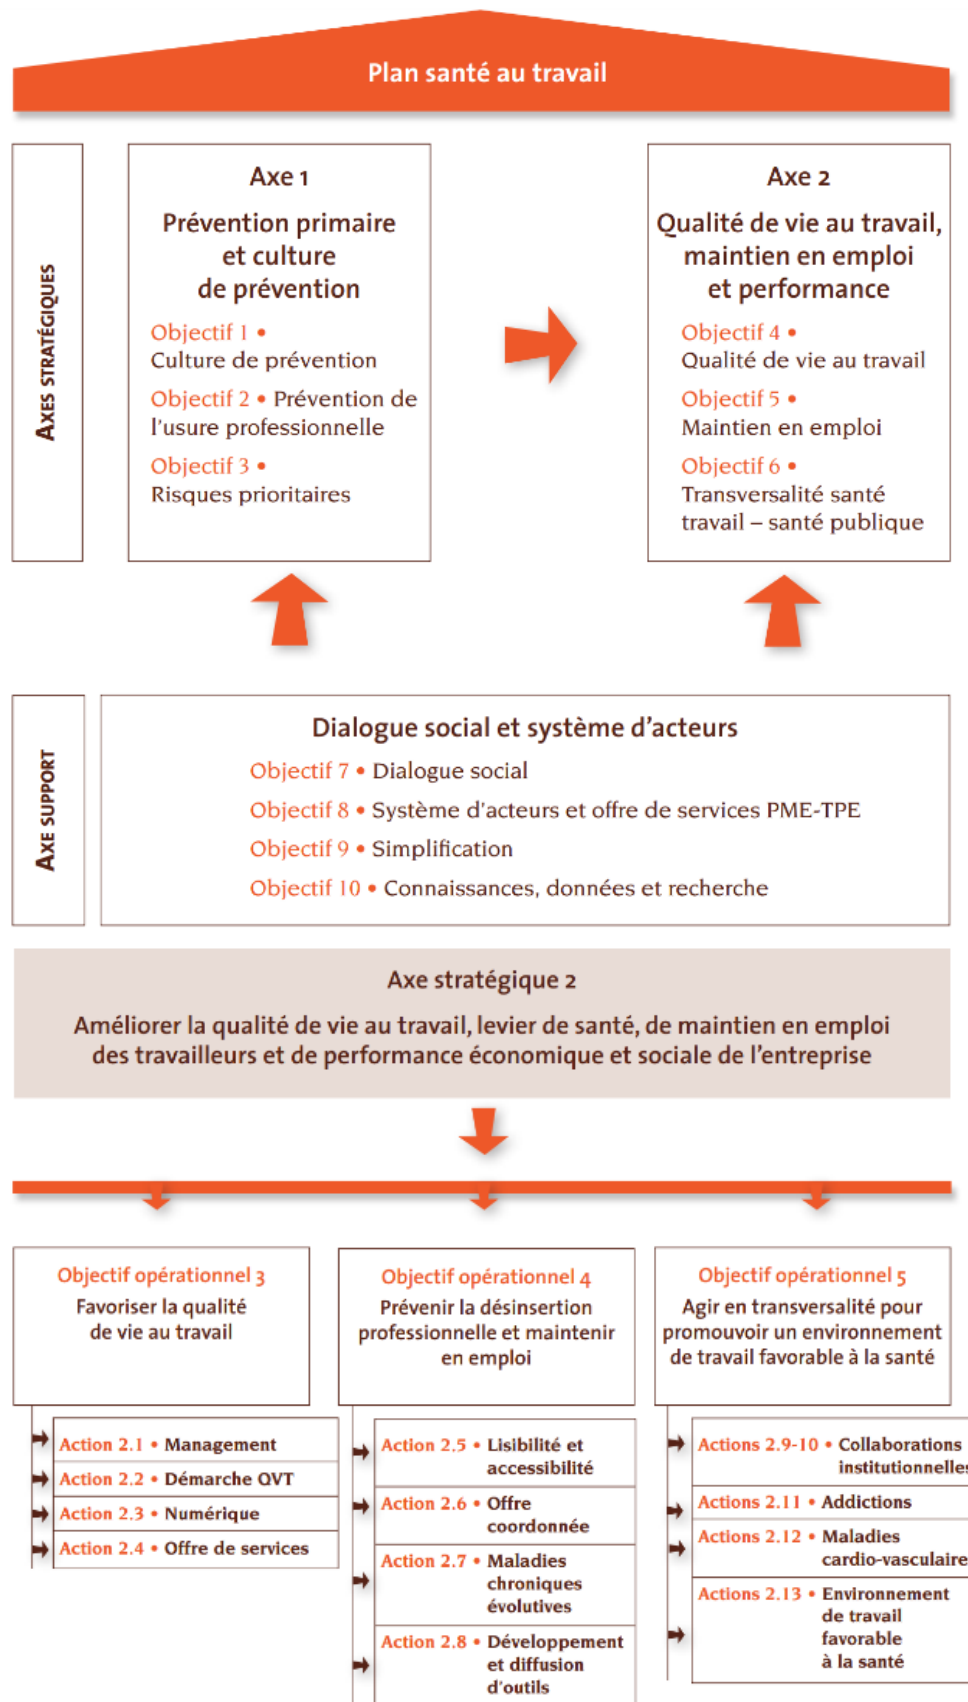 Plan santé au travail
AXES STRATÉGIQUES
Axe 1
Prévention primaire
et culture
de prévention
Objectif 1 •
Culture de prévention
Objectif 2 • Prévention de
l'usure professionnelle
Objectif 3 •
Risques prioritaires
Axe 2
Qualité de vie au travail,
maintien en emploi
et performance
Objectif 4 •
Qualité de vie au travail
Objectif 5 •
Maintien en emploi
Objectif 6 •
Transversalité santé
travail – santé publique
AXE SUPPORT
Dialogue social et système d'acteurs
Objectif 7 • Dialogue social
Objectif 8 • Système d'acteurs et offre de services PME-TPE
Objectif 9 • Simplification
Objectif 10 • Connaissances, données et recherche
Axe stratégique 2
Améliorer la qualité de vie au travail, levier de santé, de maintien en emploi
des travailleurs et de performance économique et sociale de l'entreprise
Objectif opérationnel 3
Favoriser la qualité
de vie au travail
Action 2.1 • Management
Action 2.2 • Démarche QVT
Action 2.3 • Numérique
Action 2.4 • Offre de services
Objectif opérationnel 4
Prévenir la désinsertion
professionnelle et maintenir
en emploi
Action 2.5 • Lisibilité et
accessibilité
Action 2.6 • Offre
coordonnée
Action 2.7 • Maladies
chroniques
évolutives
Action 2.8 • Développement
et diffusion
d'outils
Objectif opérationnel 5
Agir en transversalité pour
promouvoir un environnement
de travail favorable à la santé
Actions 2.9-10 • Collaborations
institutionnelles
Actions 2.11 • Addictions
Actions 2.12 • Maladies
cardio-vasculaire
Actions 2.13 • Environnement
de travail
favorable
à la santé